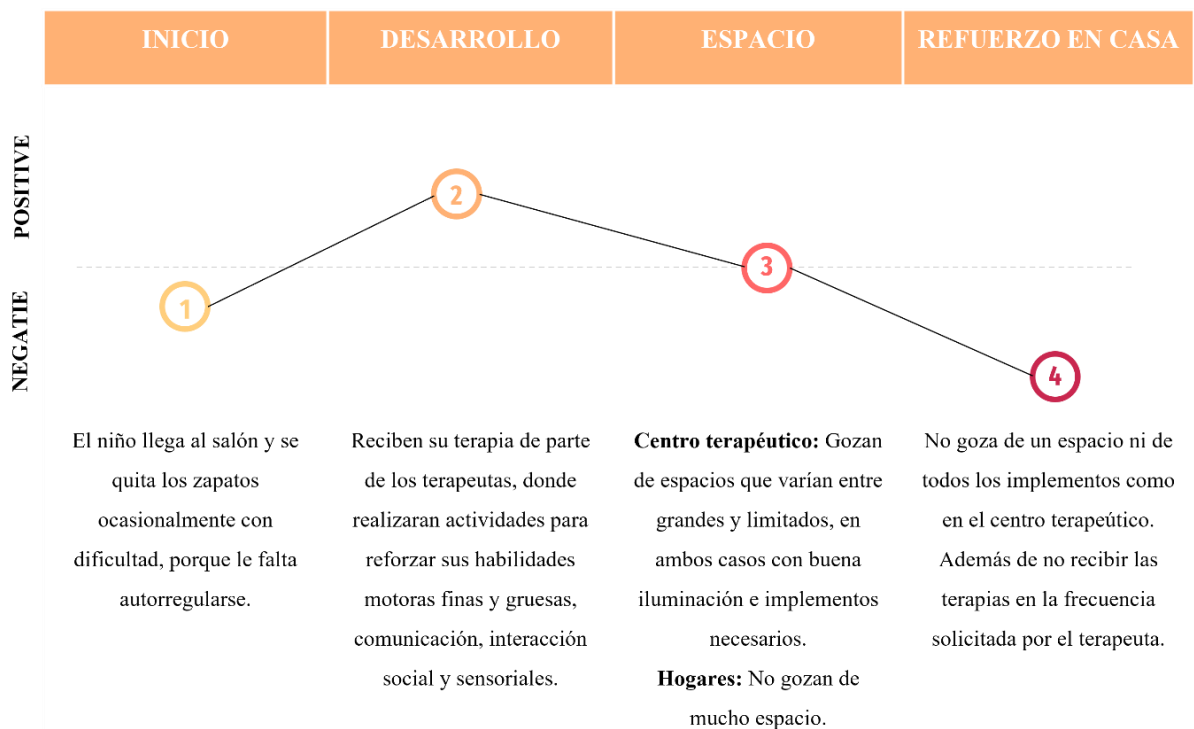 INICIO
DESARROLLO
ESPACIO
REFUERZO EN CASA
POSITIVE
NEGATIE
1
2
3
4
El niño llega al salón y se
quita los zapatos
ocasionalmente con
dificultad, porque le falta
autorregularse.
Reciben su terapia de parte
de los terapeutas, donde
realizaran actividades para
reforzar sus habilidades
motoras finas y gruesas,
comunicación, interacción
social y sensoriales.
Centro terapéutico: Gozan
de espacios que varían entre
grandes y limitados, en
ambos casos con buena
iluminación e implementos
necesarios.
Hogares: No gozan de
mucho espacio.
No goza de un espacio ni de
todos los implementos como
en el centro terapeútico.
Además de no recibir las
terapias en la frecuencia
solicitada por el terapeuta.